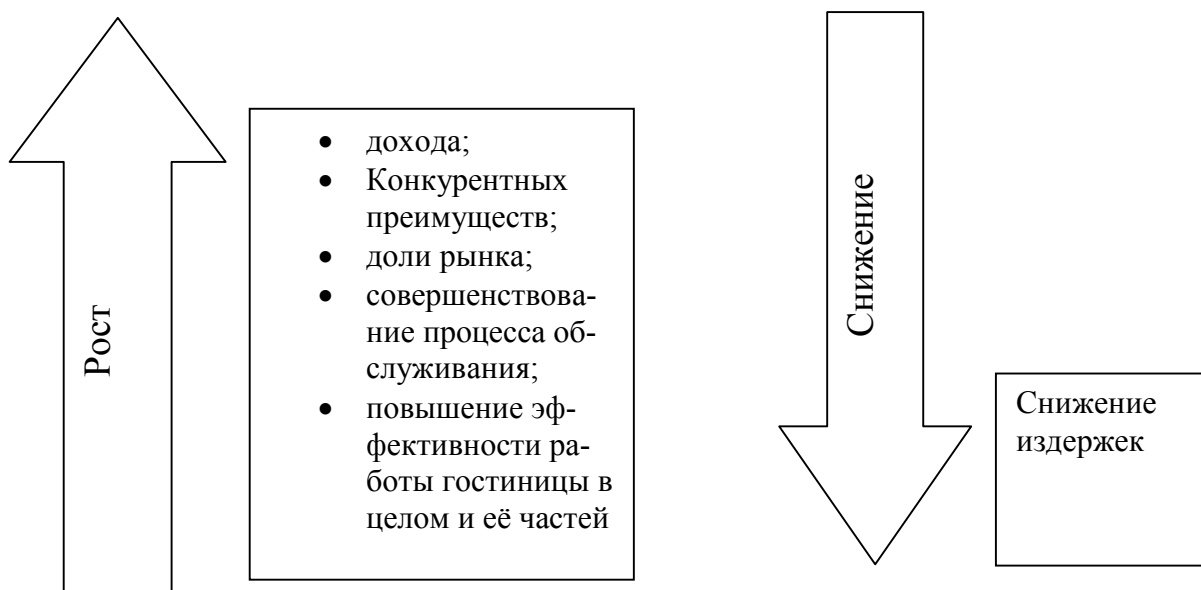 Рост
• дохода;
• Конкурентных
преимуществ;
• доли рынка;
• совершенствова-
ние процесса об-
служивания;
• повышение эф-
фективности ра-
боты гостиницы в
целом и её частей
Снижение
Снижение
издержек